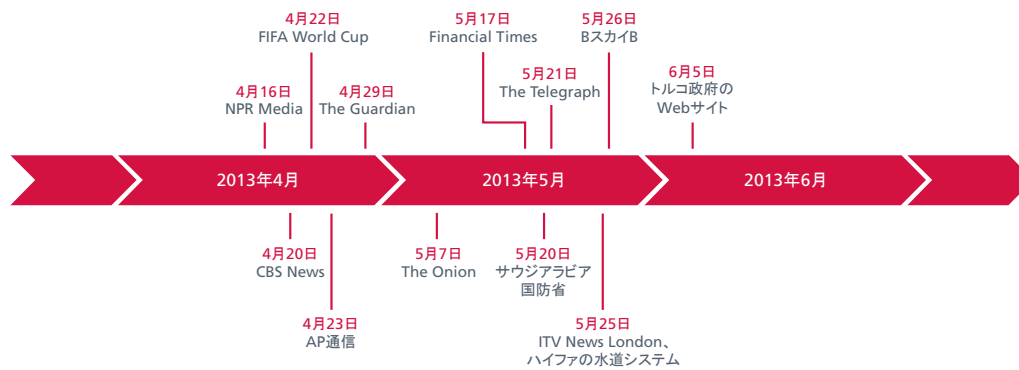 4月22日
FIFA World Cup
5月17日
Financial Times
5月26日
BスカイB
4月16日
NPR Media
4月29日
The Guardian
5月21日
The Telegraph
6月5日
トルコ政府の
Webサイト
2013年4月
2013年5月
2013年6月
4月20日
CBS News
5月7日
The Onion
5月20日
サウジアラビア
国防省
4月23日
AP通信
5月25日
ITV News London、
ハイファの水道システム